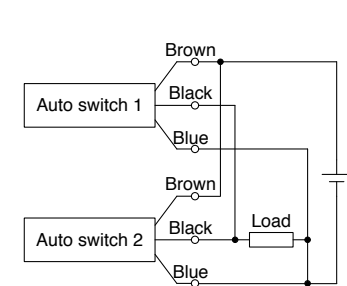 Brown
Auto switch 1
Black
Blue
Brown
Auto switch 2
Black
Load
Blue